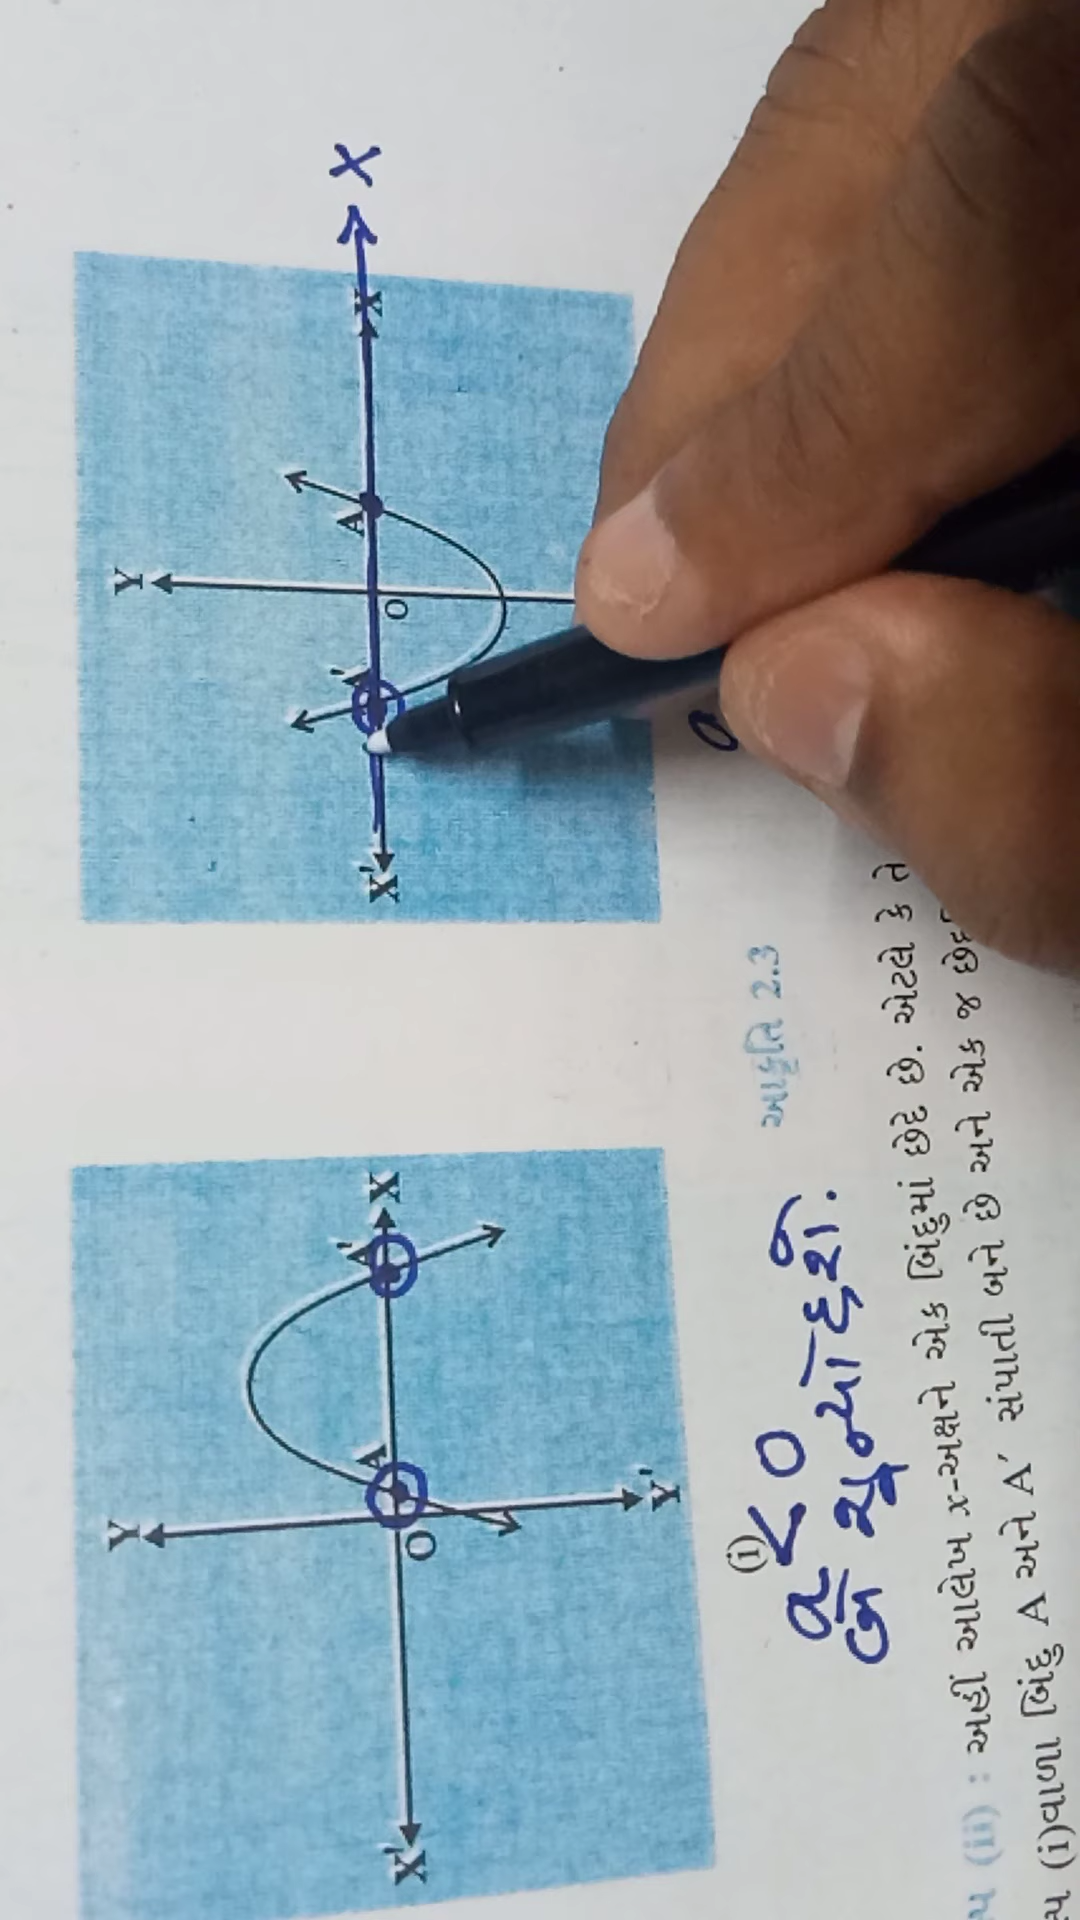 Y
A
O
A'
X'
X
X
Y
X'
O
A
A'
X
Y'
(i)
આકૃતિ 2.3
a < 0
બે શૂન્યો હશે.
(ii) : અહીં આલેખ x-અક્ષને એક બિંદુમાં છેદે છે. એટલે કે તે
(i)વાળા બિંદુ A અને A' સંપાતી બને છે અને એક જ